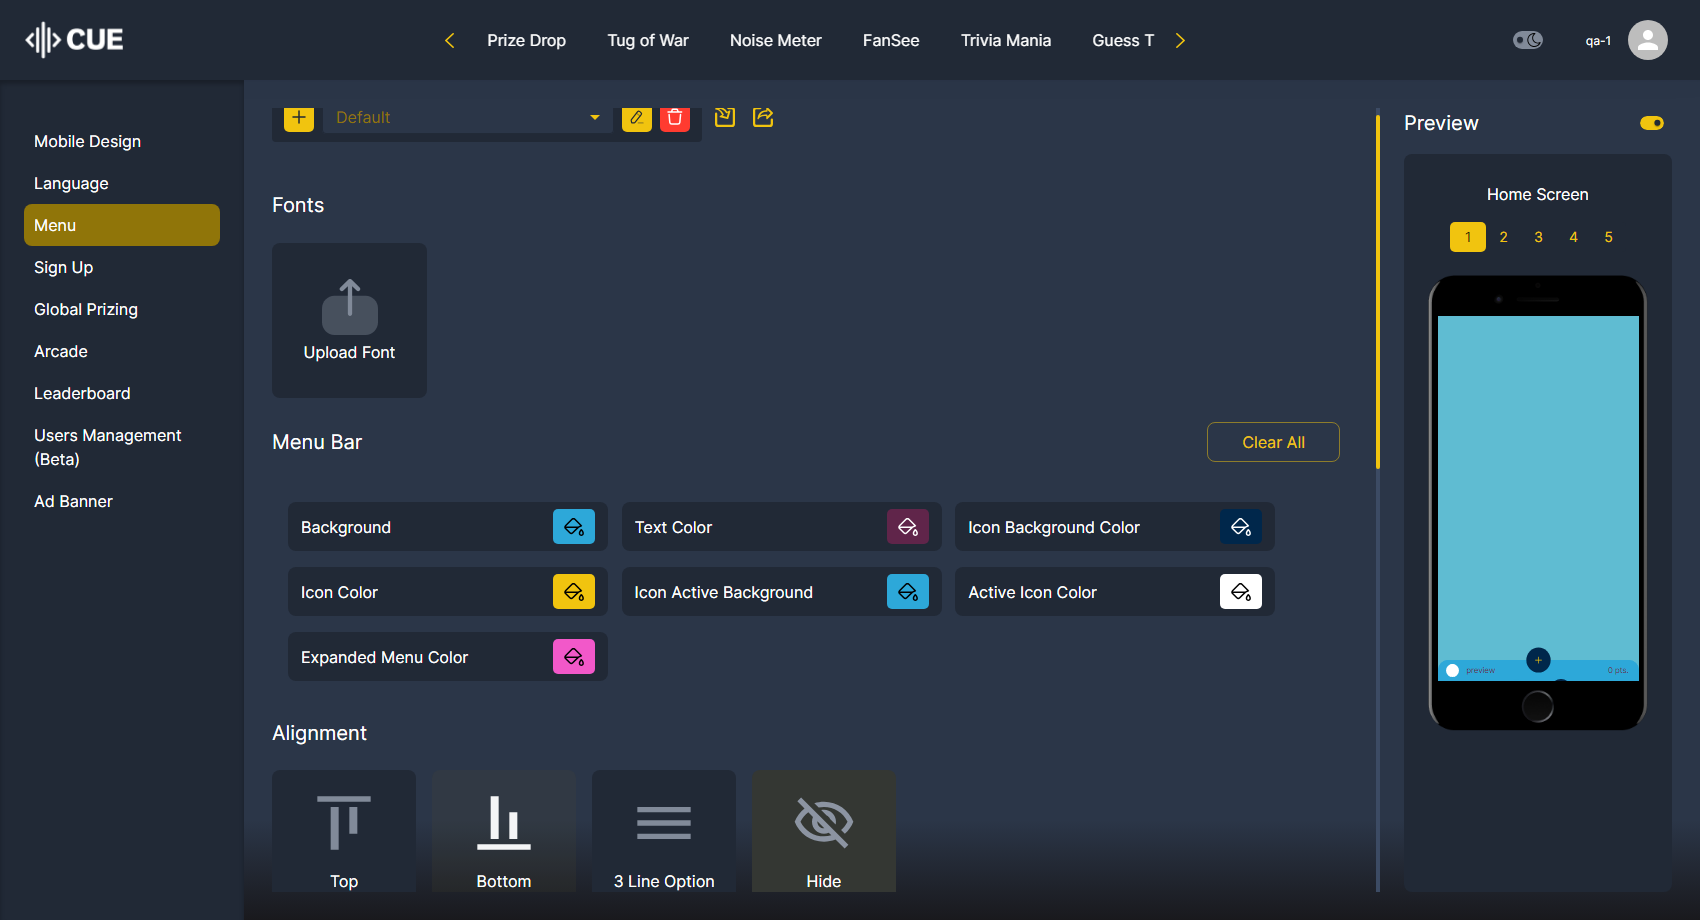 CUE
Prize Drop
Tug of War
Noise Meter
FanSee
Trivia Mania
Guess T
qa-1
Mobile Design
Language
Menu
Sign Up
Global Prizing
Arcade
Leaderboard
Users Management
(Beta)
Ad Banner
Default
Fonts
Upload Font
Menu Bar
Clear All
Background
Text Color
Icon Background Color
Icon Color
Icon Active Background
Active Icon Color
Expanded Menu Color
Alignment
Top
Bottom
3 Line Option
Hide
Preview
Home Screen
1 2 3 4 5
preview
0 pts.